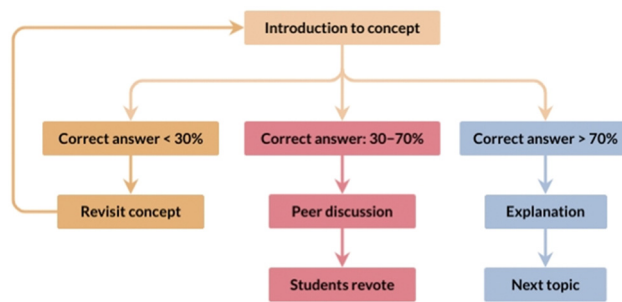 Introduction to concept
Correct answer < 30%
Correct answer: 30–70%
Correct answer > 70%
Revisit concept
Peer discussion
Explanation
Students revote
Next topic